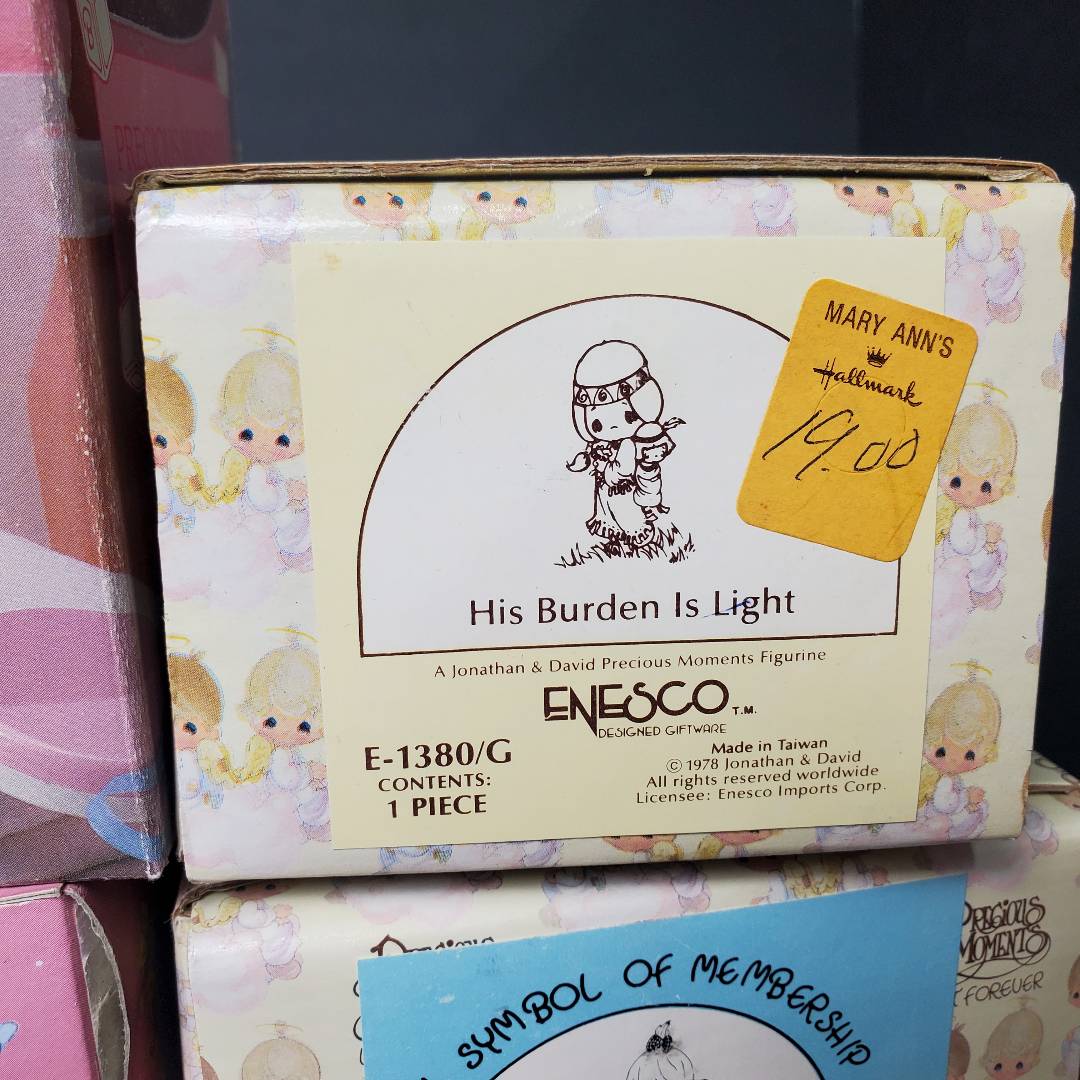 PRECIOUS
MARY ANN'S
Hallmark
19.00
His Burden Is Light
A Jonathan & David Precious Moments Figurine
ENESCO T.M.
DESIGNED GIFTWARE
E-1380/G
CONTENTS:
1 PIECE
Made in Taiwan
© 1978 Jonathan & David
All rights reserved worldwide
Licensee: Enesco Imports Corp.
Precious
PRECIOUS
MOMENTS
FOREVER
SYMBOL OF MEMBERSHIP